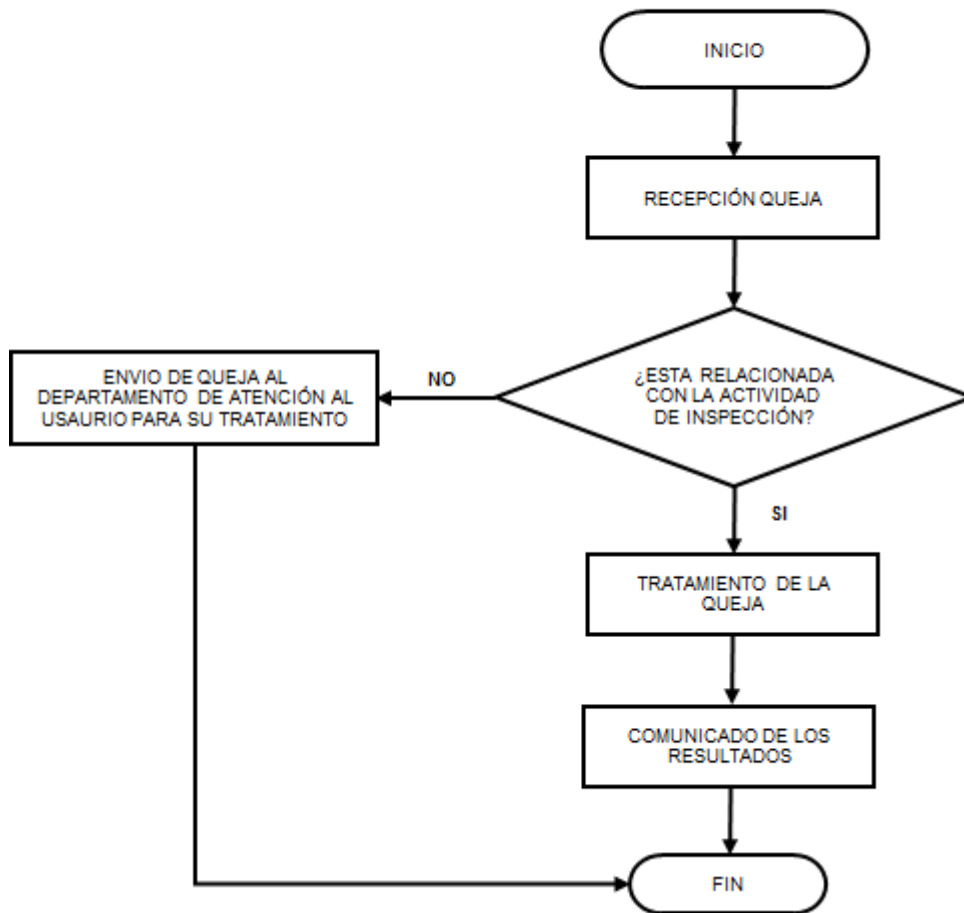 INICIO
RECEPCIÓN QUEJA
¿ESTA RELACIONADA
CON LA ACTIVIDAD
DE INSPECCIÓN?
NO
ENVIO DE QUEJA AL
DEPARTAMENTO DE ATENCIÓN AL
USAURIO PARA SU TRATAMIENTO
SI
TRATAMIENTO DE LA
QUEJA
COMUNICADO DE LOS
RESULTADOS
FIN